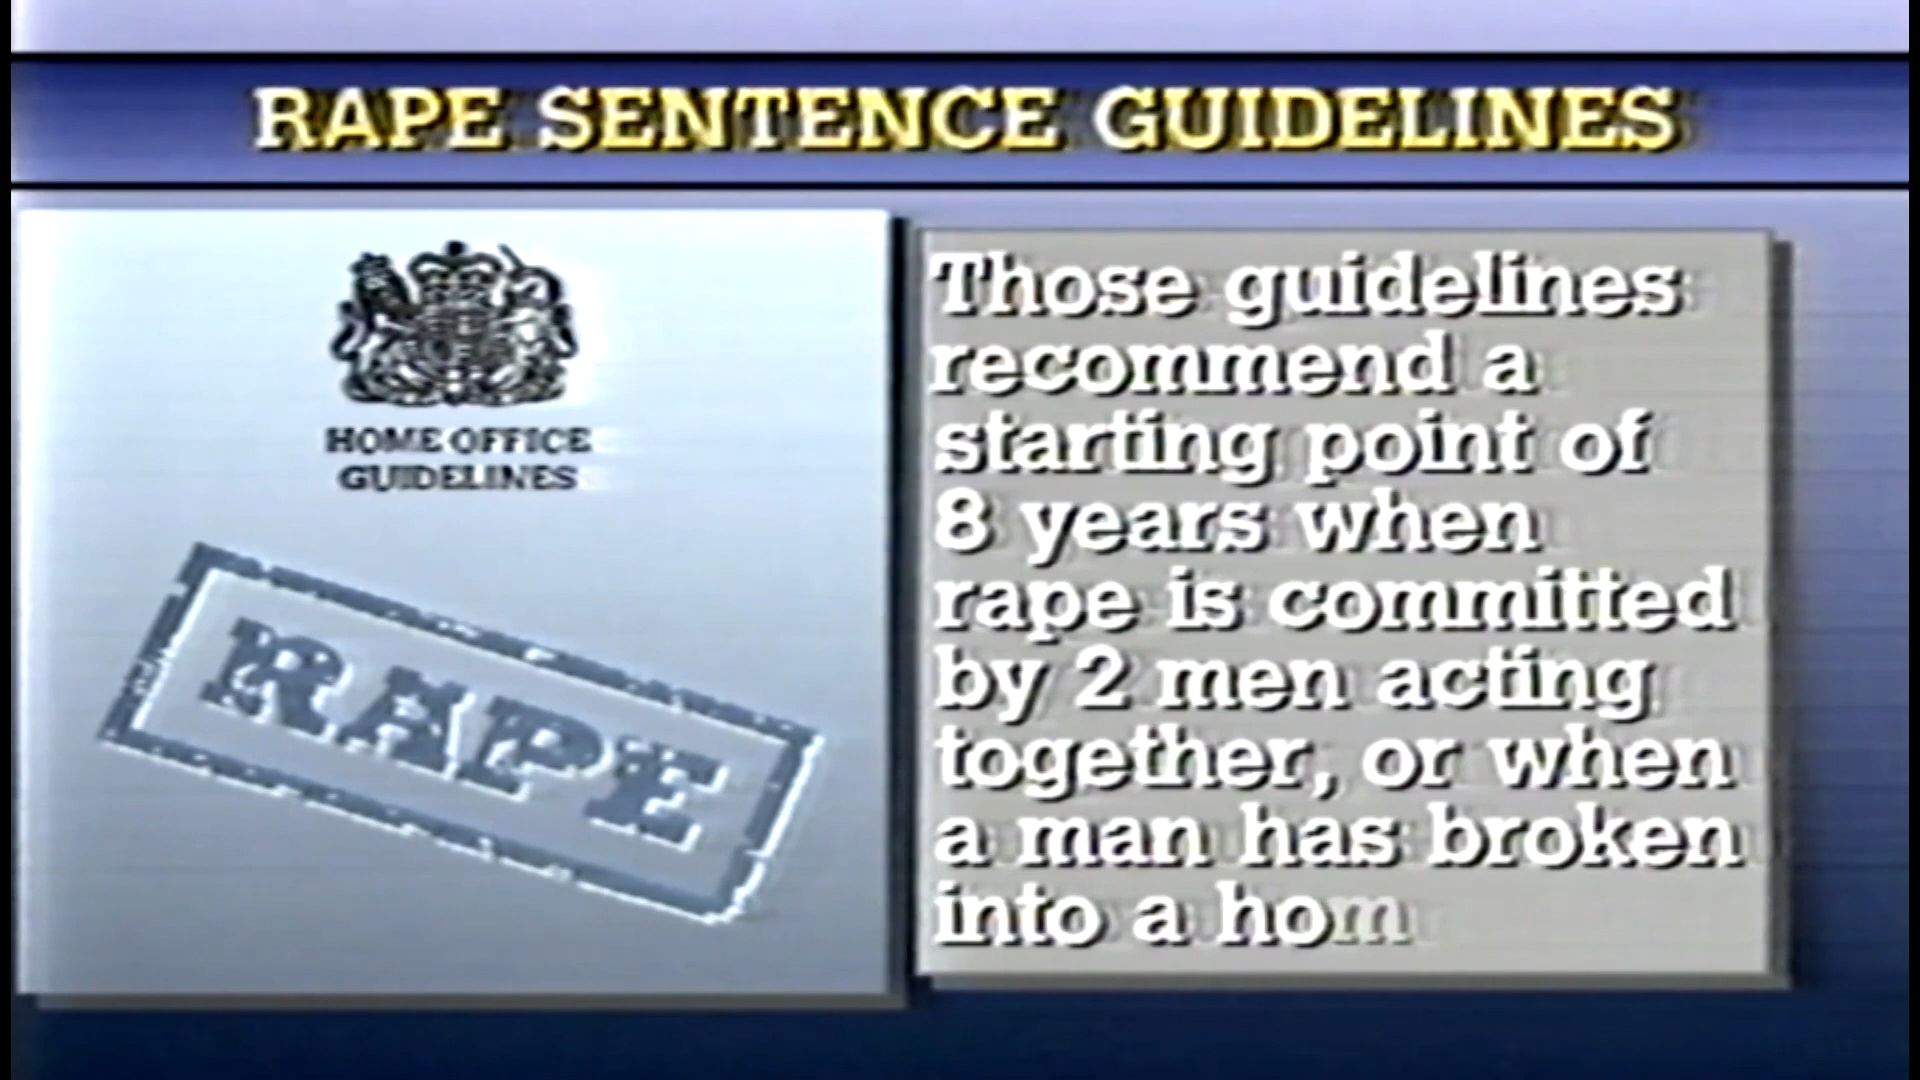 RAPE SENTENCE GUIDELINES
HOME OFFICE
GUIDELINES
RAPE
Those guidelines
recommend a
starting point of
8 years when
rape is committed
by 2 men acting
together, or when
a man has broken
into a hom